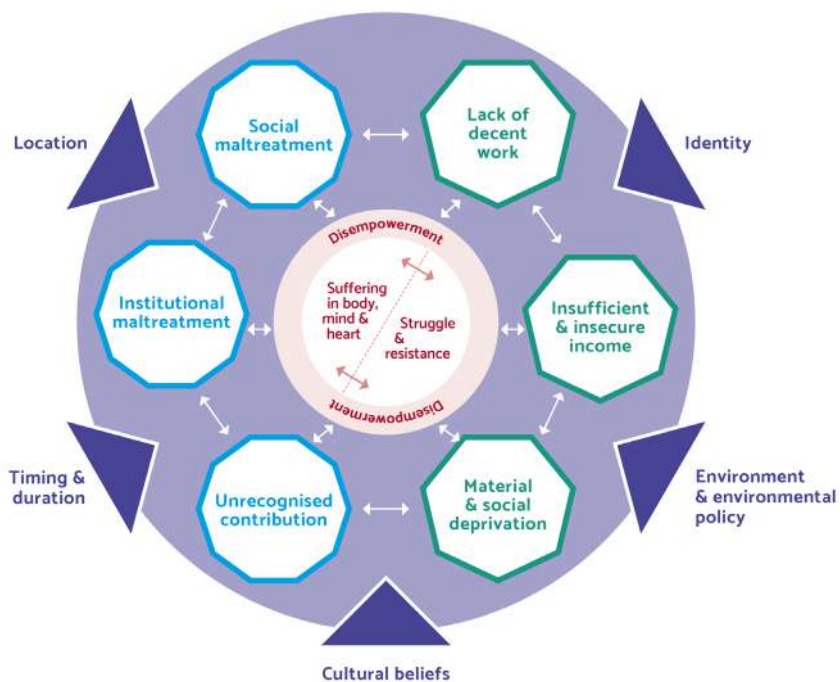 Location
Social
maltreatment
Lack of
decent
work
Identity
Institutional
maltreatment
Disempowerment
Suffering
in body,
mind &
heart
Struggle
&
resistance
Disempowerment
Insufficient
& insecure
income
Timing &
duration
Unrecognised
contribution
Material
& social
deprivation
Environment
& environmental
policy
Cultural beliefs